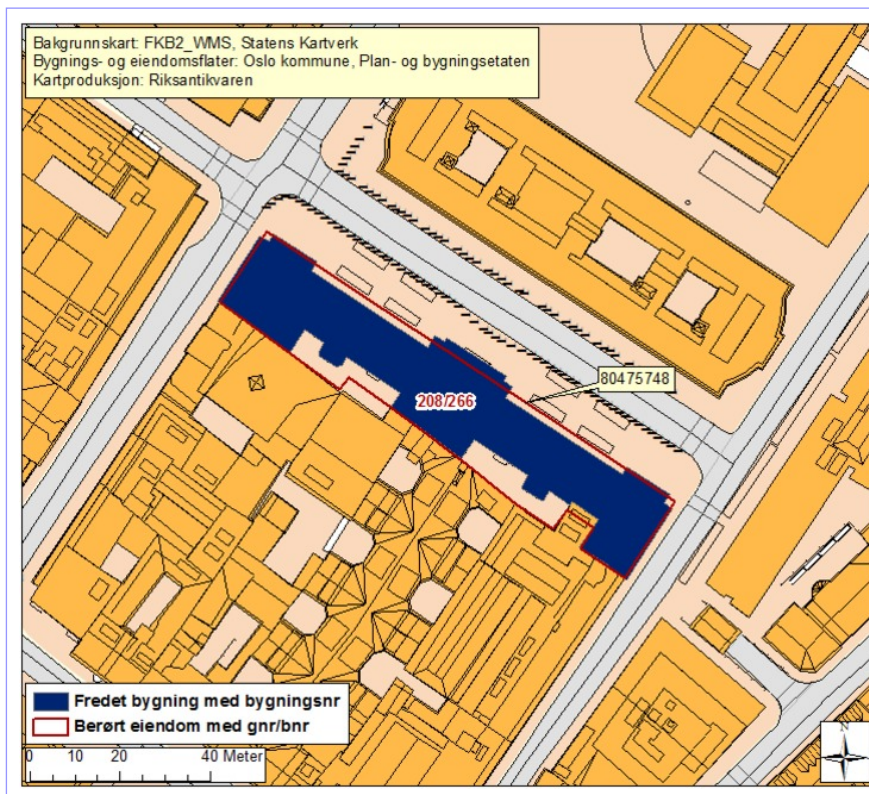 Bakgrunnskart: FKB2_WMS, Statens Kartverk
Bygnings- og eiendomsflater: Oslo kommune, Plan- og bygningsetaten
Kartproduksjon: Riksantikvaren
80475748
208/266
Fredet bygning med bygningsnr
Berørt eiendom med gnr/bnr
0 10 20 40 Meter
N